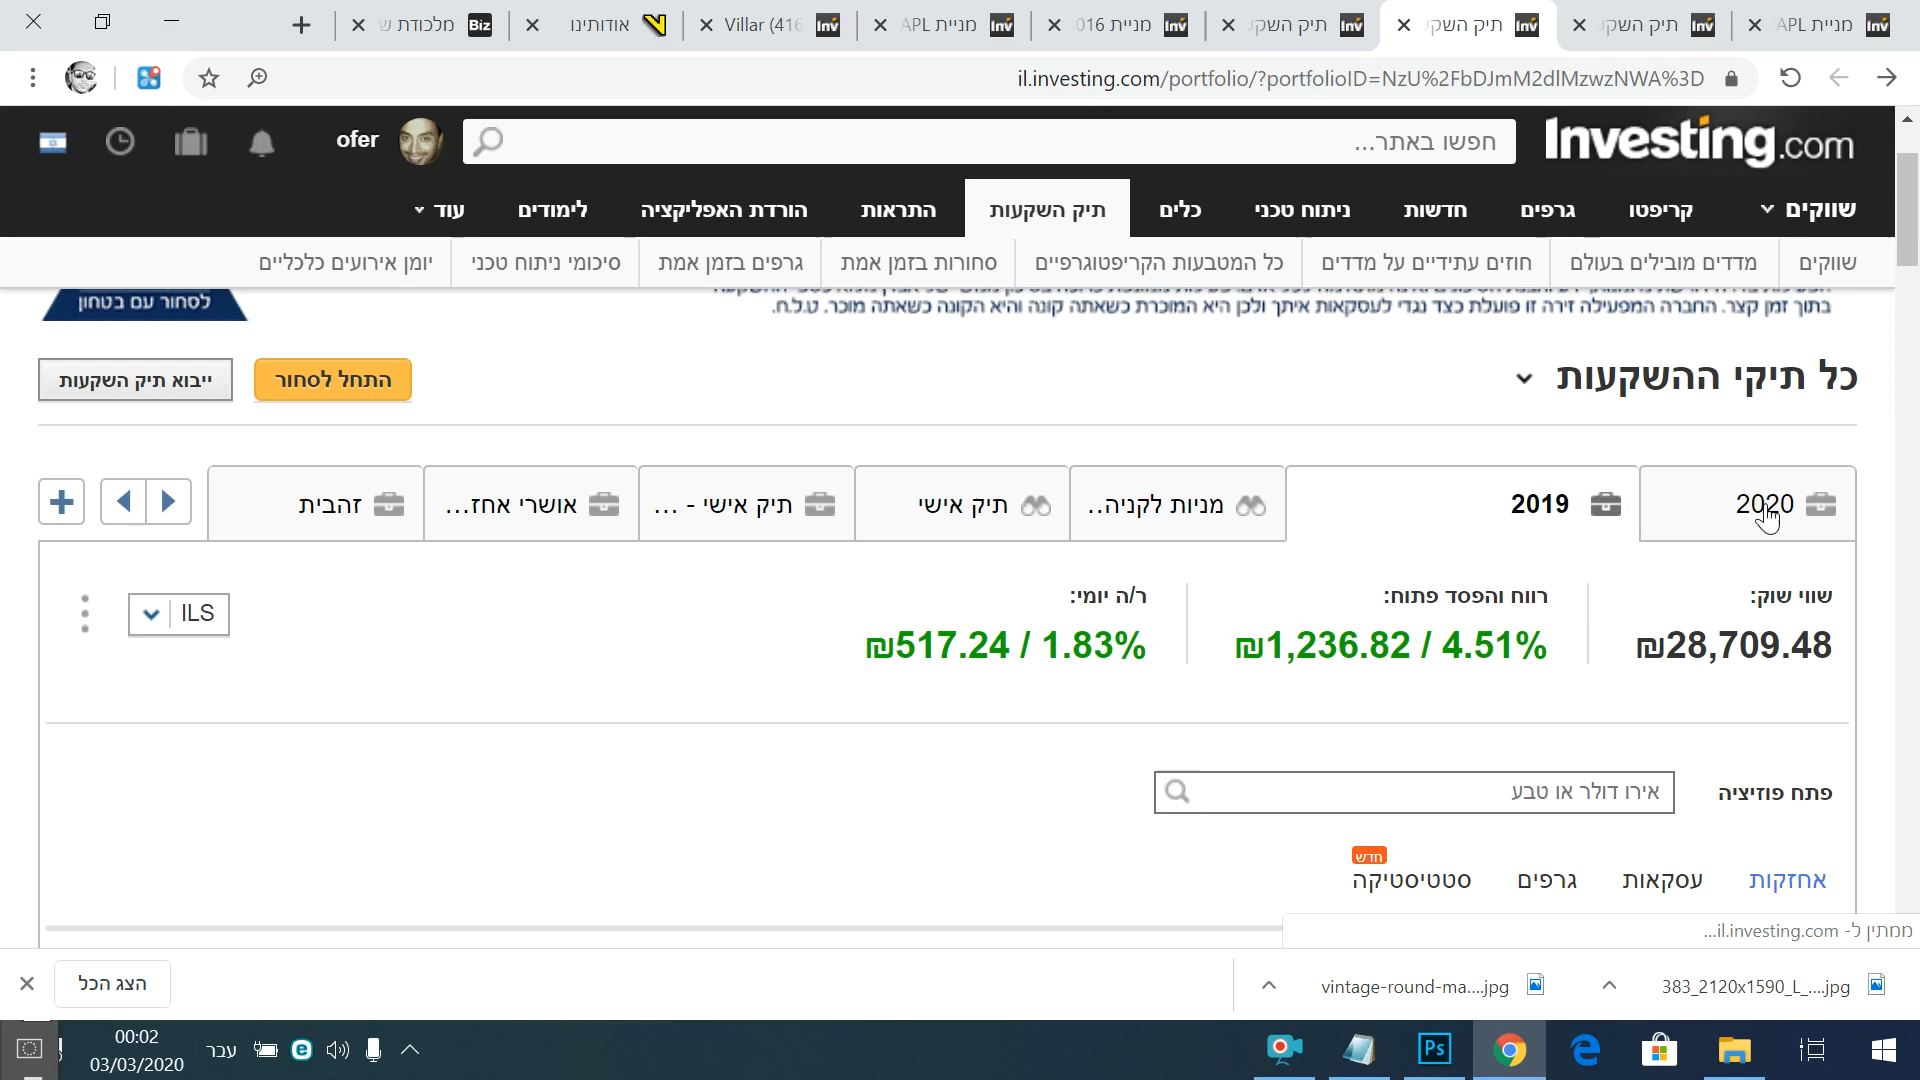 מניית APL
תיק השקי
תיק השקי
תיק השקי
מניית 016
מניית APL
Villar (416
אודותינו
מלכודת ש
Biz
il.investing.com/portfolio/?portfolioID=NzU%2FbDJmM2dlMzwzNWA%3D
Investing.com
חפשו באתר...
ofer
שווקים
קריפטו
גרפים
חדשות
ניתוח טכני
כלים
תיק השקעות
התראות
הורדת האפליקציה
לימודים
עוד
שווקים
מדדים מובילים בעולם
חוזים עתידיים על מדדים
כל המטבעות הקריפטוגרפיים
סחורות בזמן אמת
גרפים בזמן אמת
סיכומי ניתוח טכני
יומן אירועים כלכליים
בתוך זמן קצר. החברה המפעילה זירה זו פועלת כצד נגדי לעסקאות איתך ולכן היא המוכרת כשאתה קונה והיא הקונה כשאתה מוכר. ט.ל.ח.
לסחור עם בטחון
כל תיקי ההשקעות
התחל לסחור
ייבוא תיק השקעות
2020
2019
מניות לקניה..
תיק אישי
תיק אישי - ...
אושרי אחז...
זהבית
שווי שוק:
₪28,709.48
רווח והפסד פתוח:
₪1,236.82 / 4.51%
ר/ה יומי:
₪517.24 / 1.83%
ILS
פתח פוזיציה
אירו דולר או טבע
חדש
אחזקות
עסקאות
גרפים
סטטיסטיקה
ממתין ל- il.investing.com...
383_2120x1590_L_....jpg
vintage-round-ma....jpg
הצג הכל
Ps
עבר
00:02
03/03/2020